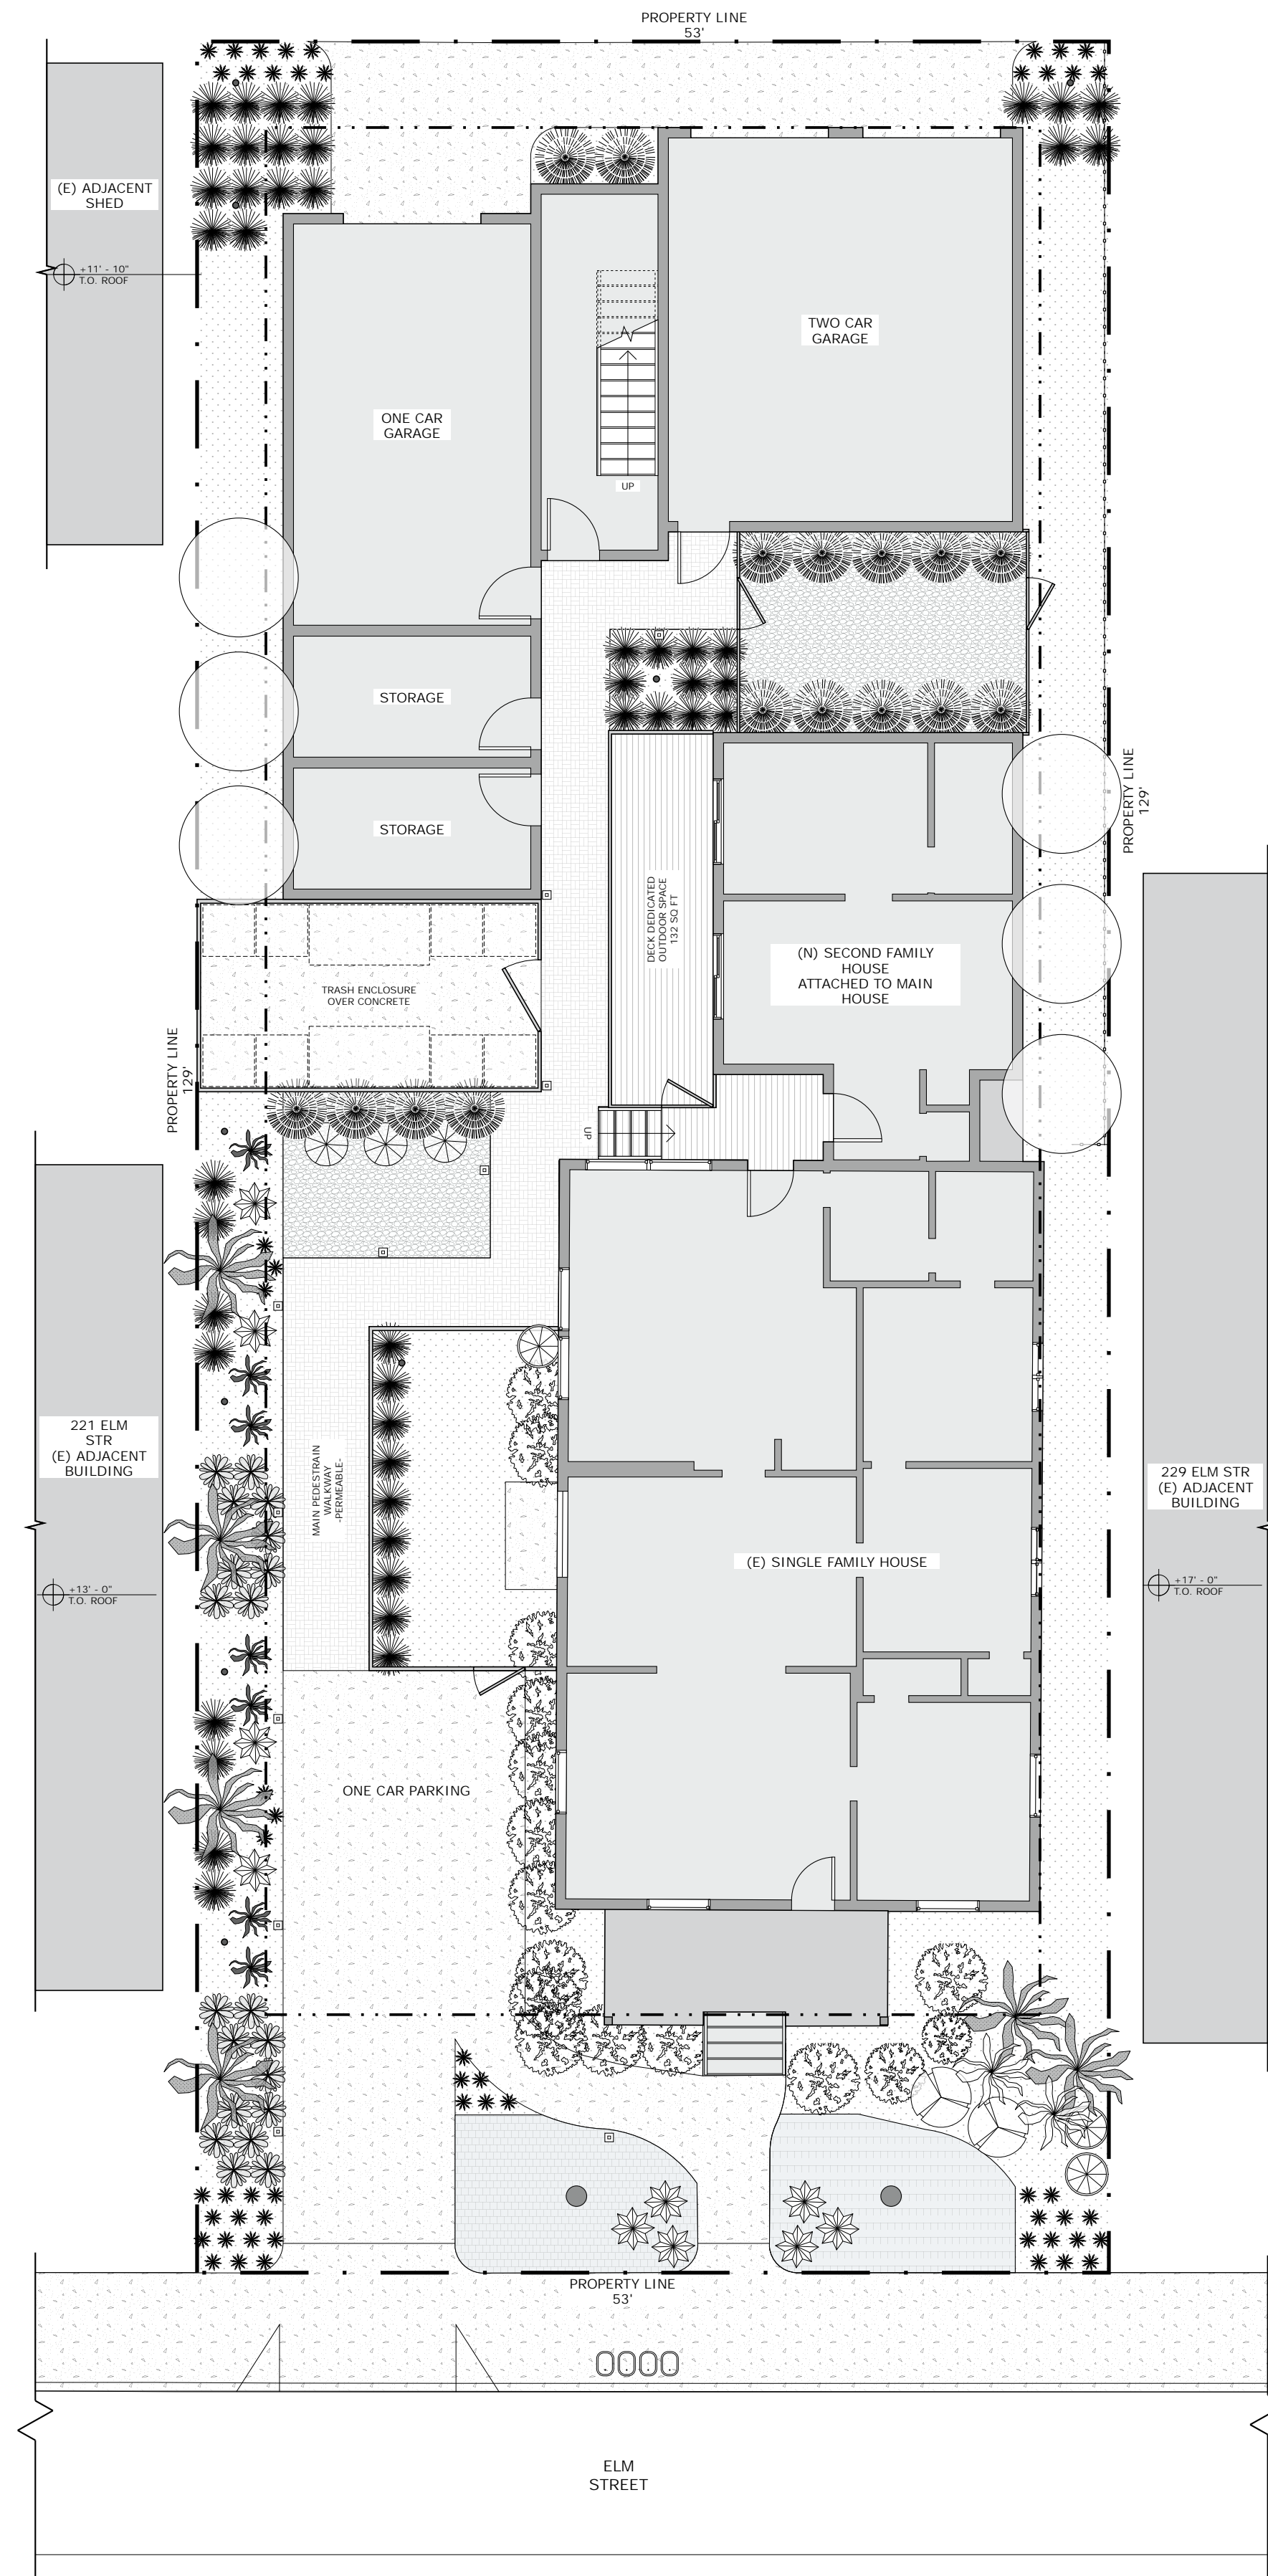 PROPERTY LINE
53'
(E) ADJACENT
SHED
+11' - 10"
T.O. ROOF
TWO CAR
GARAGE
ONE CAR
GARAGE
UP
STORAGE
STORAGE
PROPERTY LINE
129'
DECK DEDICATED
OUTDOOR SPACE
132 SQ FT
(N) SECOND FAMILY
HOUSE
ATTACHED TO MAIN
HOUSE
TRASH ENCLOSURE
OVER CONCRETE
PROPERTY LINE
129'
UP
221 ELM
STR
(E) ADJACENT
BUILDING
MAIN PEDESTRAIN
WALKWAY
-PERMEABLE-
229 ELM STR
(E) ADJACENT
BUILDING
(E) SINGLE FAMILY HOUSE
+13' - 0"
T.O. ROOF
+17' - 0"
T.O. ROOF
ONE CAR PARKING
PROPERTY LINE
53'
ELM
STREET